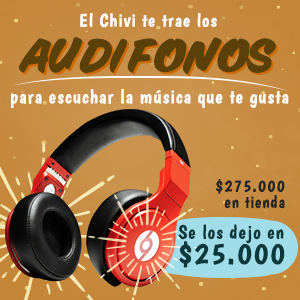 El Chivi te trae los
AUDIFONOS
para escuchar la música que te gusta
$275.000
en tienda
Se los dejo en
$25.000